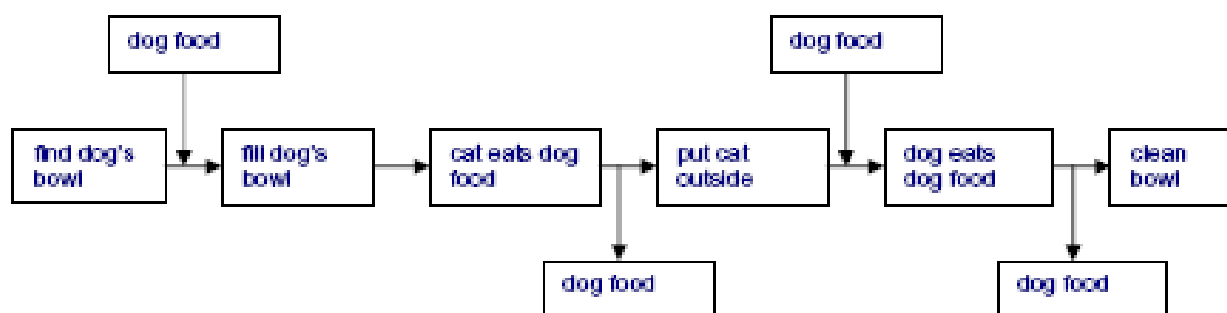 dog food
dog food
find dog's
bowl
fill dog's
bowl
cat eats dog
food
put cat
outside
dog eats
dog food
clean
bowl
dog food
dog food